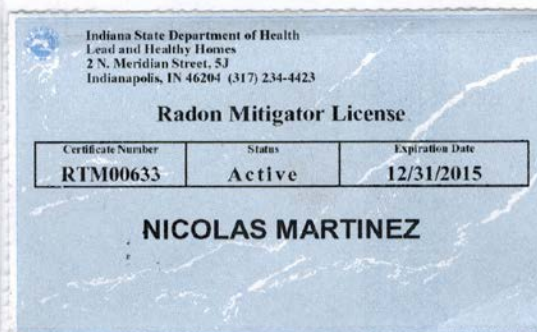 Indiana State Department of Health
Lead and Healthy Homes
2 N. Meridian Street, 5J
Indianapolis, IN 46204 (317) 234-4423
Radon Mitigator License
Certificate Number Status Expiration Date
RTM00633 Active 12/31/2015
NICOLAS MARTINEZ